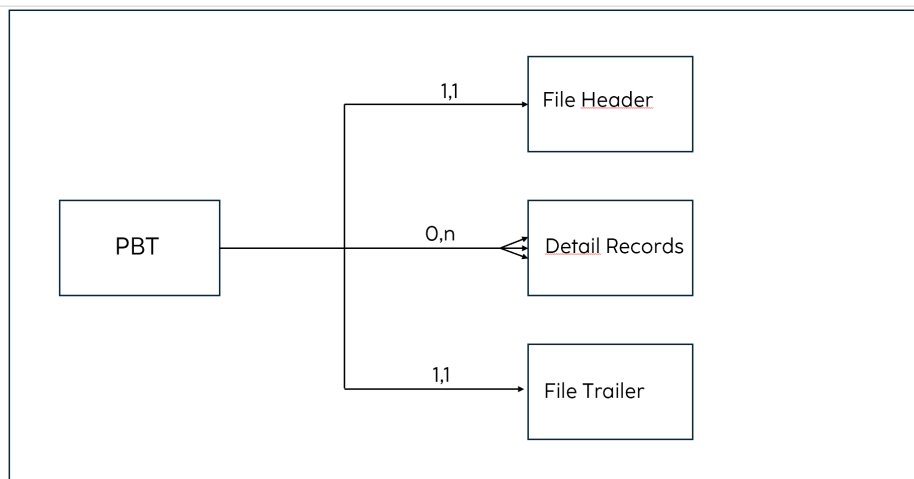 1,1
File Header
PBT
0,n
Detail Records
1,1
File Trailer